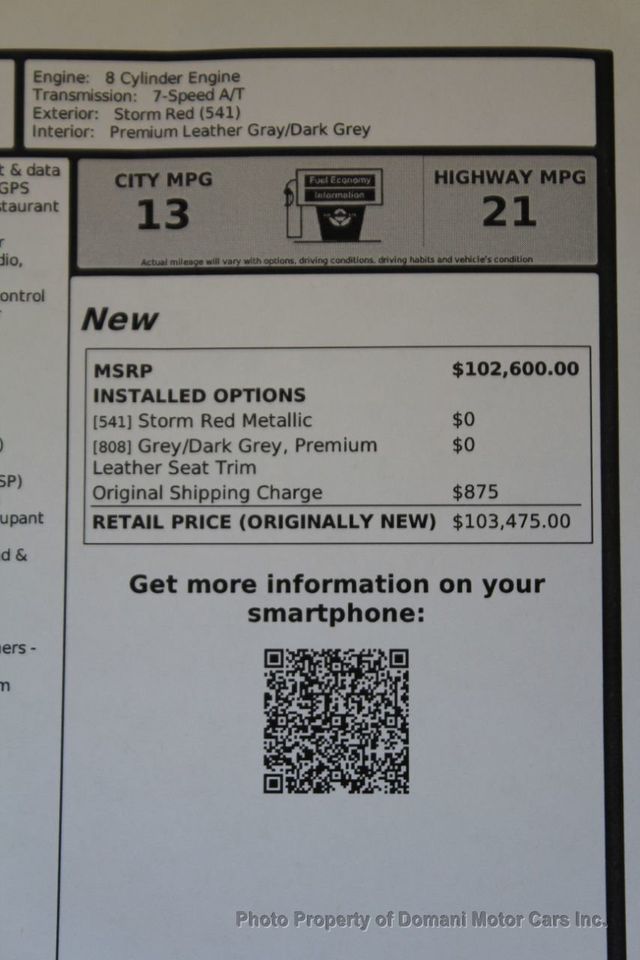 Engine: 8 Cylinder Engine
Transmission: 7-Speed A/T
Exterior: Storm Red (541)
Interior: Premium Leather Gray/Dark Grey
t & data
GPS
staurant
r
dio,
ontrol
)
SP)
upant
d &
ers -
m
CITY MPG
13
Fuel Economy
Information
HIGHWAY MPG
21
Actual mileage will vary with options, driving conditions, driving habits and vehicle's condition
New
MSRP $102,600.00
INSTALLED OPTIONS
[541] Storm Red Metallic $0
[808] Grey/Dark Grey, Premium $0
Leather Seat Trim
Original Shipping Charge $875
RETAIL PRICE (ORIGINALLY NEW) $103,475.00
Get more information on your
smartphone:
Photo Property of Domani Motor Cars Inc.